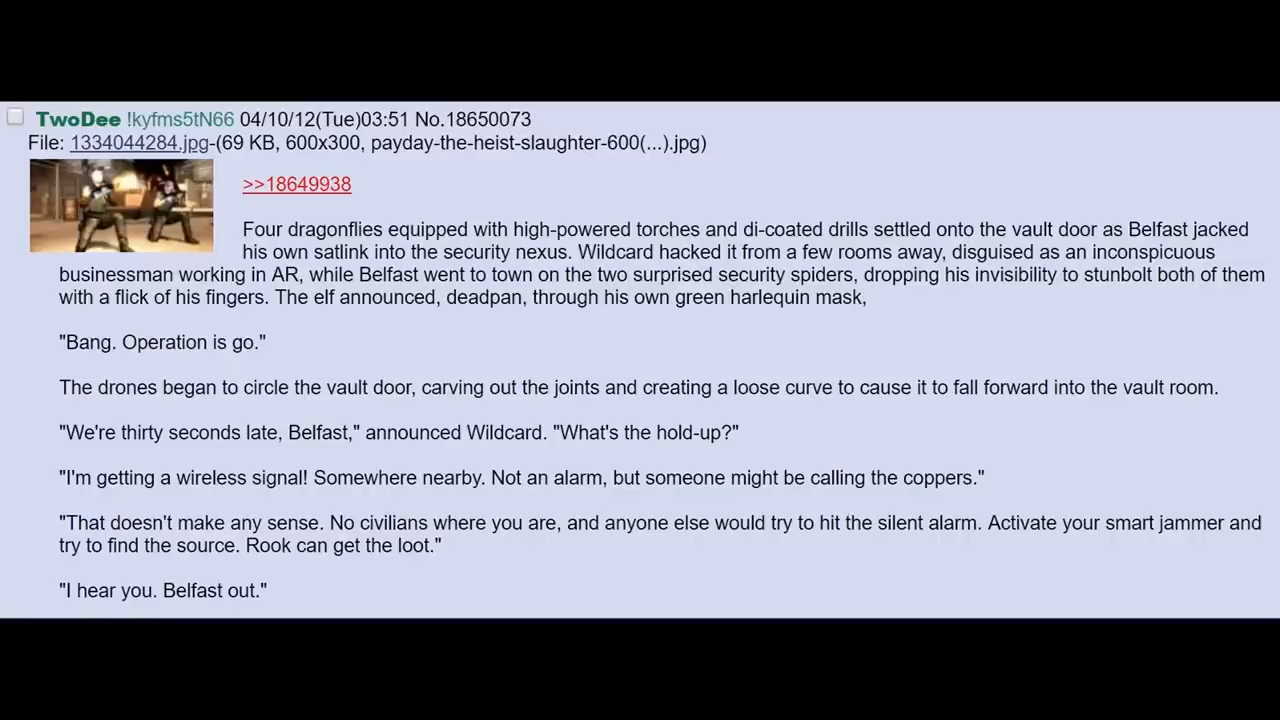 TwoDee !kyfms5tN66 04/10/12(Tue)03:51 No.18650073
File: 1334044284.jpg-(69 KB, 600x300, payday-the-heist-slaughter-600(...).jpg)
>>18649938
Four dragonflies equipped with high-powered torches and di-coated drills settled onto the vault door as Belfast jacked
his own satlink into the security nexus. Wildcard hacked it from a few rooms away, disguised as an inconspicuous
businessman working in AR, while Belfast went to town on the two surprised security spiders, dropping his invisibility to stunbolt both of them
with a flick of his fingers. The elf announced, deadpan, through his own green harlequin mask,
"Bang. Operation is go."
The drones began to circle the vault door, carving out the joints and creating a loose curve to cause it to fall forward into the vault room.
"We're thirty seconds late, Belfast," announced Wildcard. "What's the hold-up?"
"I'm getting a wireless signal! Somewhere nearby. Not an alarm, but someone might be calling the coppers."
"That doesn't make any sense. No civilians where you are, and anyone else would try to hit the silent alarm. Activate your smart jammer and
try to find the source. Rook can get the loot."
"I hear you. Belfast out."